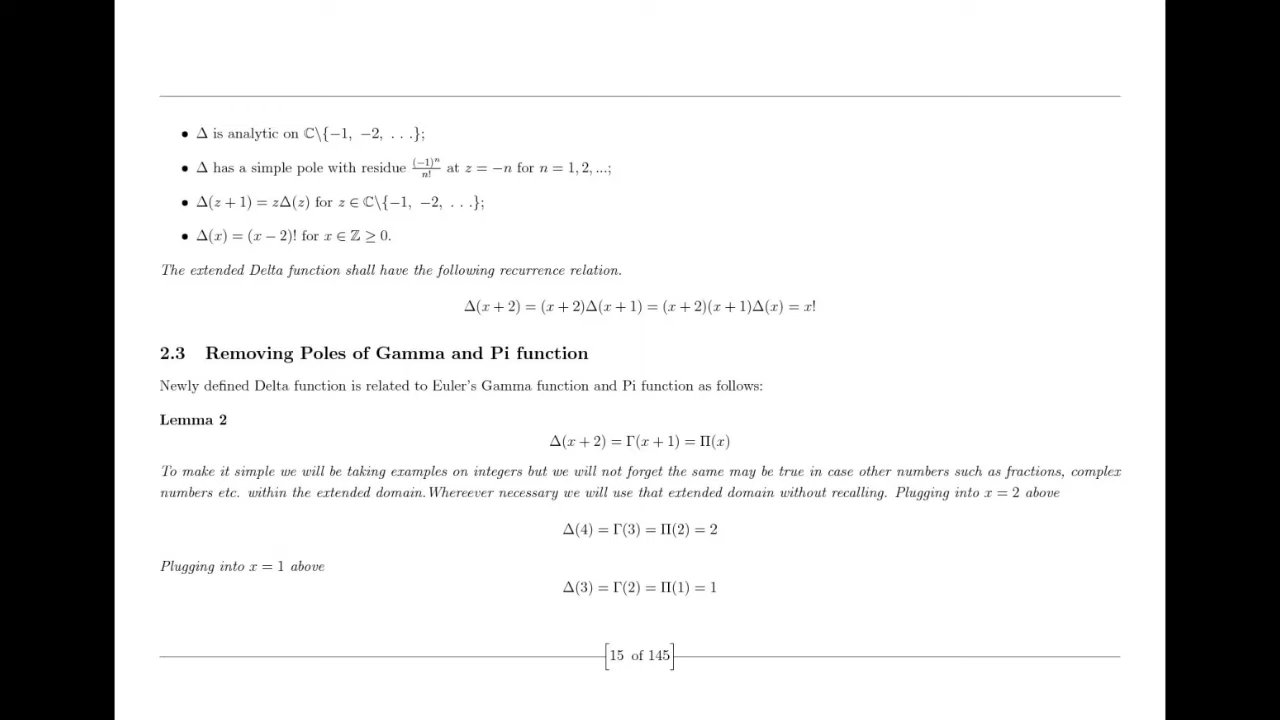 • Δ is analytic on ℂ\{−1, −2, . . .};
• Δ has a simple pole with residue (−1)^n/n! at z = −n for n = 1, 2, ...;
• Δ(z + 1) = zΔ(z) for z ∈ ℂ\{−1, −2, . . .};
• Δ(x) = (x − 2)! for x ∈ ℤ ≥ 0.
The extended Delta function shall have the following recurrence relation.
Δ(x + 2) = (x + 2)Δ(x + 1) = (x + 2)(x + 1)Δ(x) = x!
2.3 Removing Poles of Gamma and Pi function
Newly defined Delta function is related to Euler's Gamma function and Pi function as follows:
Lemma 2
Δ(x + 2) = Γ(x + 1) = Π(x)
To make it simple we will be taking examples on integers but we will not forget the same may be true in case other numbers such as fractions, complex
numbers etc. within the extended domain.Whereever necessary we will use that extended domain without recalling. Plugging into x = 2 above
Δ(4) = Γ(3) = Π(2) = 2
Plugging into x = 1 above
Δ(3) = Γ(2) = Π(1) = 1
[15 of 145]